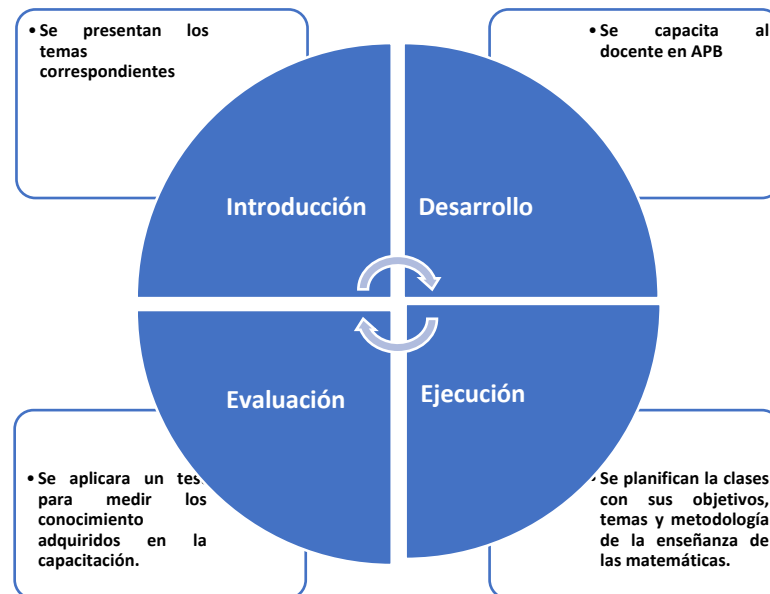 • Se presentan los
temas
correspondientes
• Se capacita al
docente en APB
Introducción
Desarrollo
Evaluación
Ejecución
• Se aplicara un tes
para medir los
conocimiento
adquiridos en la
capacitación.
Se planifican la clases
con sus objetivos,
temas y metodología
de la enseñanza de
las matemáticas.